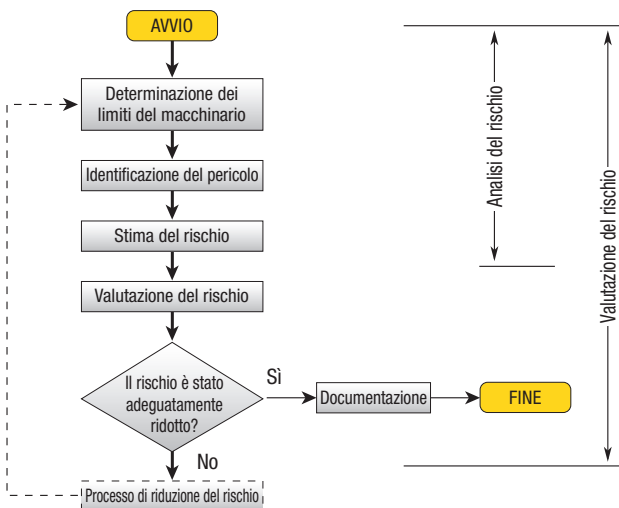 AVVIO
Determinazione dei
limiti del macchinario
Identificazione del pericolo
Stima del rischio
Valutazione del rischio
Il rischio è stato
adeguatamente
ridotto?
Sì
Documentazione
FINE
No
Processo di riduzione del rischio
Analisi del rischio
Valutazione del rischio